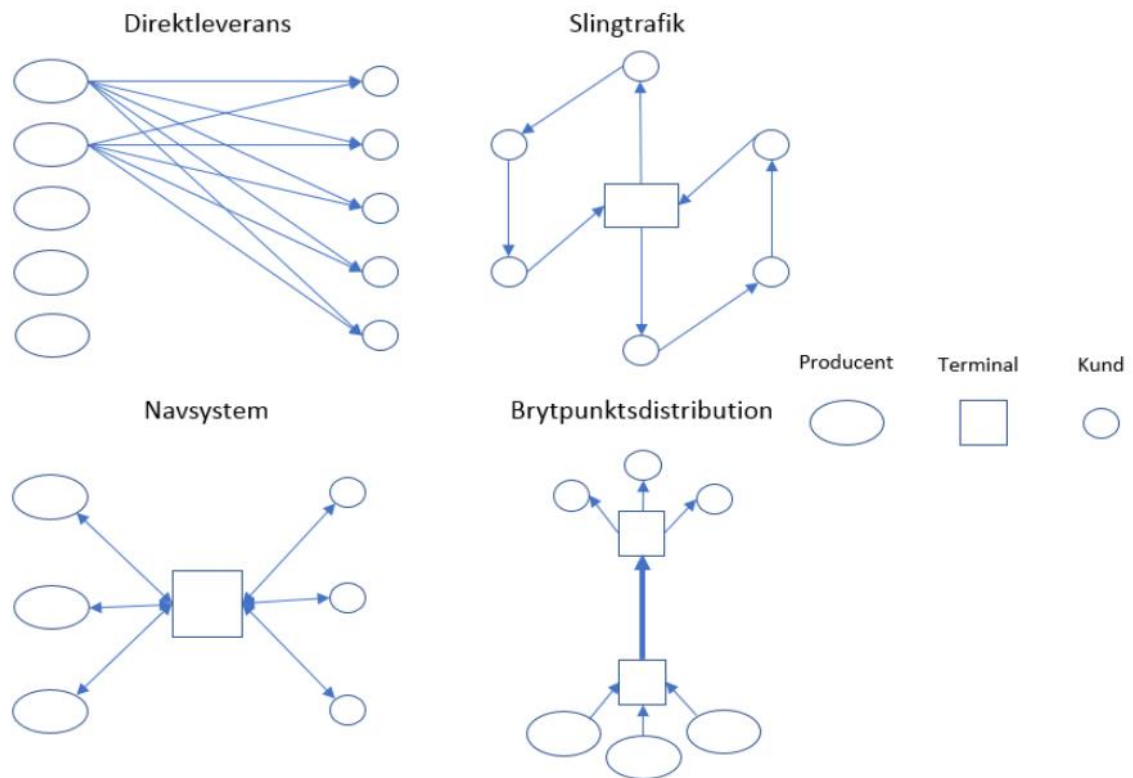 Direktleverans
Slingtrafik
Producent
Terminal
Kund
Navsystem
Brytpunktsdistribution